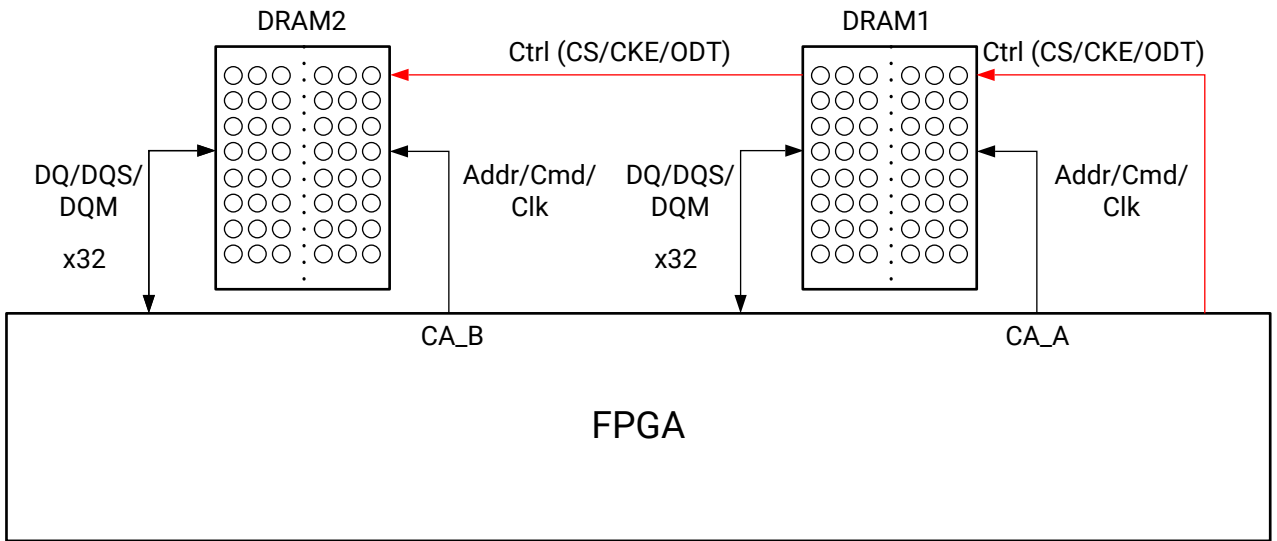 DRAM2
DRAM1
Ctrl (CS/CKE/ODT)
Ctrl (CS/CKE/ODT)
DQ/DQS/
DQM
x32
Addr/Cmd/
Clk
DQ/DQS/
DQM
x32
Addr/Cmd/
Clk
CA_B
CA_A
FPGA